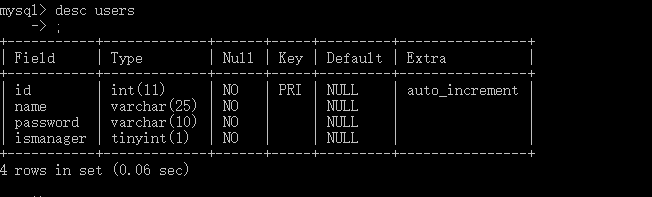 mysql> desc users
    -> ;
+-----------+-------------+------+-----+---------+----------------+
| Field     | Type        | Null | Key | Default | Extra          |
+-----------+-------------+------+-----+---------+----------------+
| id        | int(11)     | NO   | PRI | NULL    | auto_increment |
| name      | varchar(25) | NO   |     | NULL    |                |
| password  | varchar(10) | NO   |     | NULL    |                |
| ismanager | tinyint(1)  | NO   |     | NULL    |                |
+-----------+-------------+------+-----+---------+----------------+
4 rows in set (0.06 sec)